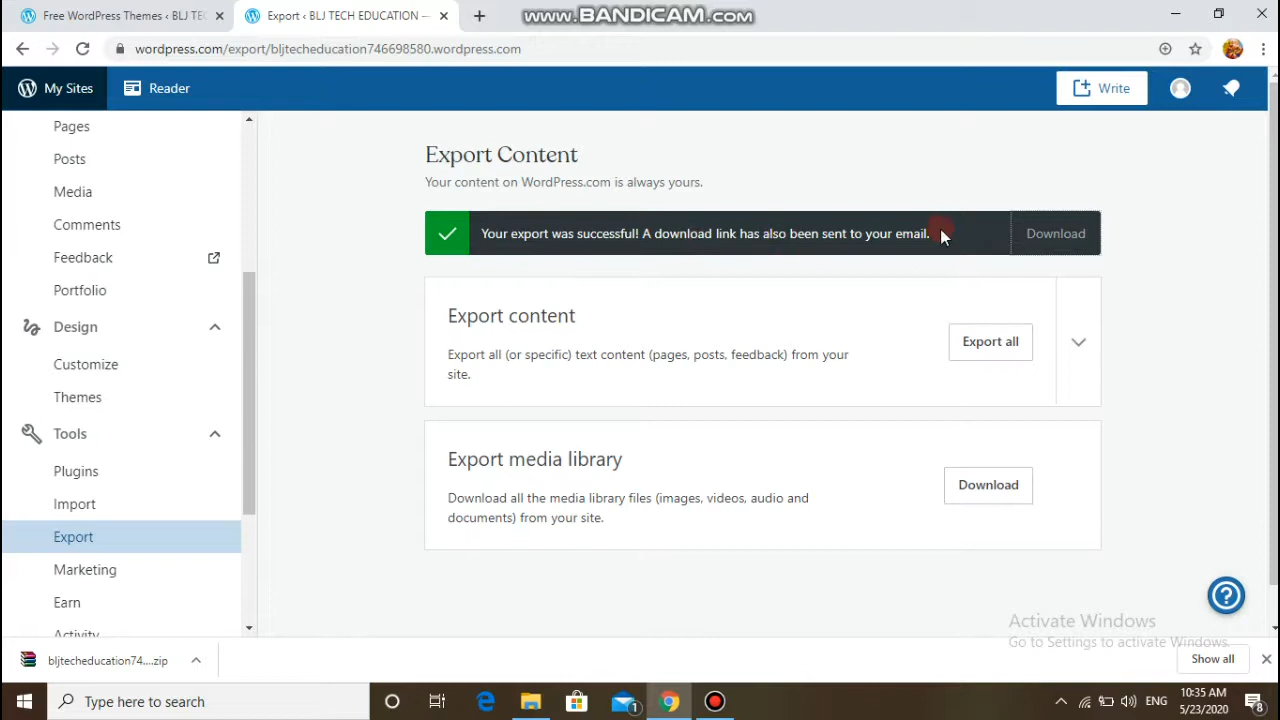 Free WordPress Themes ‹ BLJ TEC
Export ‹ BLJ TECH EDUCATION —
www.BANDICAM.com
wordpress.com/export/bljtecheducation746698580.wordpress.com
My Sites
Reader
Write
Pages
Posts
Media
Comments
Feedback
Portfolio
Design
Customize
Themes
Tools
Plugins
Import
Export
Marketing
Earn
Activity
Export Content
Your content on WordPress.com is always yours.
Your export was successful! A download link has also been sent to your email.
Download
Export content
Export all (or specific) text content (pages, posts, feedback) from your
site.
Export all
Export media library
Download all the media library files (images, videos, audio and
documents) from your site.
Download
Activate Windows
Go to Settings to activate Windows.
bljtecheducation74....zip
Show all
Type here to search
1
ENG
10:35 AM
5/23/2020
8